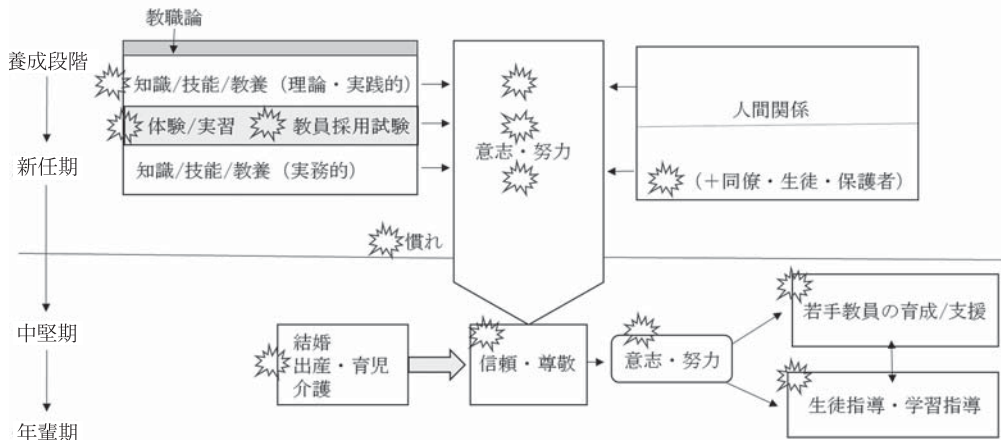 教職論
養成段階
知識/技能/教養（理論・実践的）
体験/実習 教員採用試験
新任期
知識/技能/教養（実務的）
意志・努力
人間関係
（＋同僚・生徒・保護者）
慣れ
中堅期
結婚
出産・育児
介護
信頼・尊敬
意志・努力
若手教員の育成/支援
生徒指導・学習指導
年輩期